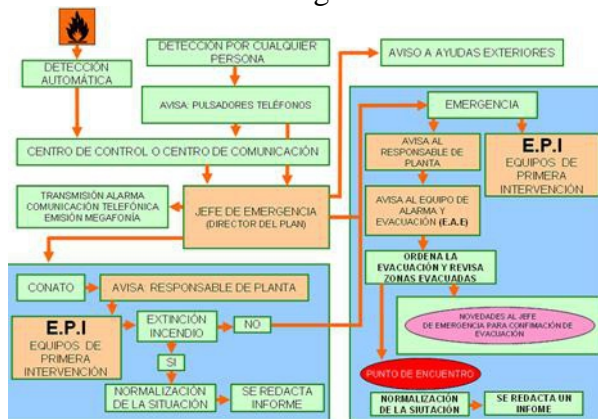 DETECCIÓN POR CUALQUIER
PERSONA
AVISO A AYUDAS EXTERIORES
DETECCIÓN
AUTOMÁTICA
AVISA: PULSADORES TELÉFONOS
EMERGENCIA
CENTRO DE CONTROL O CENTRO DE COMUNICACIÓN
AVISA AL
RESPONSABLE DE
PLANTA
E.P.I
EQUIPOS DE
PRIMERA
INTERVENCIÓN
TRANSMISIÓN ALARMA
COMUNICACIÓN TELEFÓNICA
EMISIÓN MEGAFONÍA
JEFE DE EMERGENCIA
(DIRECTOR DEL PLAN)
AVISA AL EQUIPO DE
ALARMA Y
EVACUACIÓN (E.A.E)
ORDENA LA
EVACUACIÓN Y REVISA
ZONAS EVACUADAS
CONATO
AVISA: RESPONSABLE DE PLANTA
NOVEDADES AL JEFE
DE EMERGENCIA PARA CONFIMACIÓN DE
EVACUACIÓN
E.P.I
EQUIPOS DE
PRIMERA
INTERVENCIÓN
EXTINCIÓN
INCENDIO
NO
SI
PUNTO DE ENCUENTRO
NORMALIZACIÓN
DE LA SITUACIÓN
SE REDACTA
INFORME
NORMALIZACIÓN
DE LA SIUTACIÓN
SE REDACTA UN
INFOME